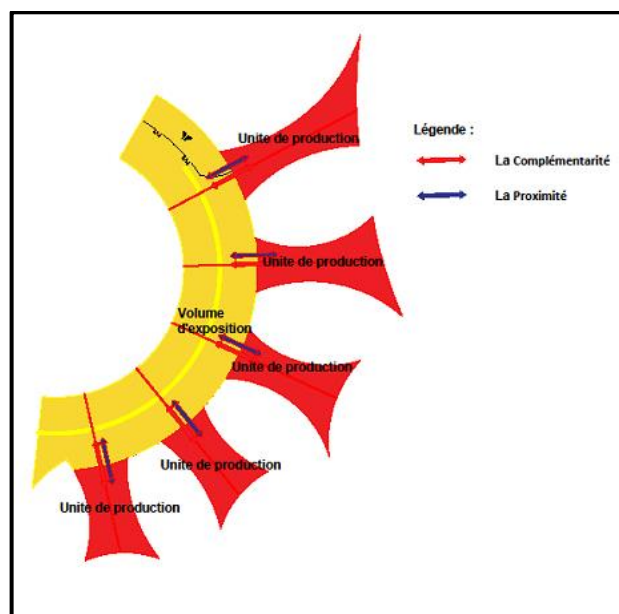 Unite de production
Légende :
La Complémentarité
La Proximité
Unite de production
Volume
d'exposition
Unite de production
Unite de production
Unite de production